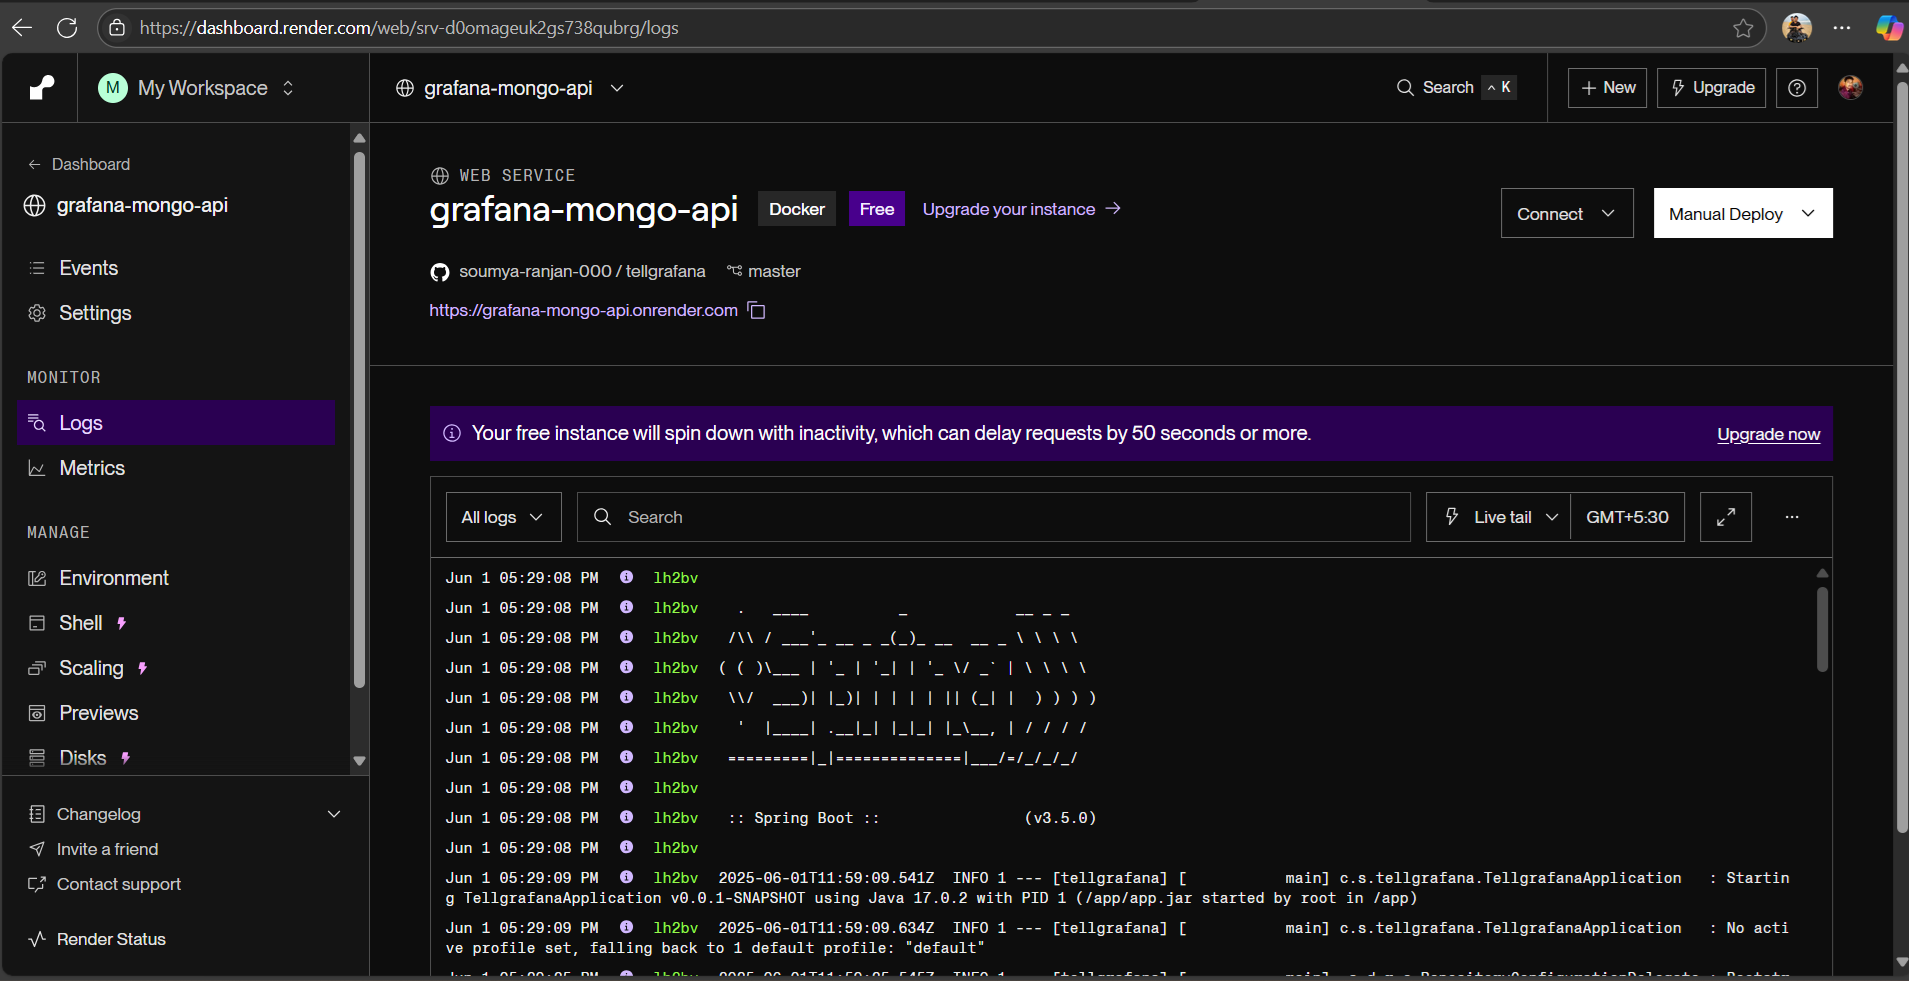 https://dashboard.render.com/web/srv-d0omageuk2gs738qubrg/logs
M My Workspace
grafana-mongo-api
Search ^ K
+ New
Upgrade
← Dashboard
grafana-mongo-api
Events
Settings
MONITOR
Logs
Metrics
MANAGE
Environment
Shell
Scaling
Previews
Disks
Changelog
Invite a friend
Contact support
Render Status
WEB SERVICE
grafana-mongo-api Docker Free Upgrade your instance →
Connect
Manual Deploy
soumya-ranjan-000 / tellgrafana master
https://grafana-mongo-api.onrender.com
Your free instance will spin down with inactivity, which can delay requests by 50 seconds or more.
Upgrade now
All logs
Search
Live tail
GMT+5:30
Jun 1 05:29:08 PM lh2bv
Jun 1 05:29:08 PM lh2bv   .   ____          _            __ _ _
Jun 1 05:29:08 PM lh2bv  /\\ / ___'_ __ _ _(_)_ __  __ _ \ \ \ \
Jun 1 05:29:08 PM lh2bv ( ( )\___ | '_ | '_| | '_ \/ _` | \ \ \ \
Jun 1 05:29:08 PM lh2bv  \\/  ___)| |_)| | | | | || (_| |  ) ) ) )
Jun 1 05:29:08 PM lh2bv   '  |____| .__|_| |_|_| |_\__, | / / / /
Jun 1 05:29:08 PM lh2bv  =========|_|==============|___/=/_/_/_/
Jun 1 05:29:08 PM lh2bv
Jun 1 05:29:08 PM lh2bv  :: Spring Boot ::                (v3.5.0)
Jun 1 05:29:08 PM lh2bv
Jun 1 05:29:09 PM lh2bv 2025-06-01T11:59:09.541Z  INFO 1 --- [tellgrafana] [           main] c.s.tellgrafana.TellgrafanaApplication   : Startin
g TellgrafanaApplication v0.0.1-SNAPSHOT using Java 17.0.2 with PID 1 (/app/app.jar started by root in /app)
Jun 1 05:29:09 PM lh2bv 2025-06-01T11:59:09.634Z  INFO 1 --- [tellgrafana] [           main] c.s.tellgrafana.TellgrafanaApplication   : No acti
ve profile set, falling back to 1 default profile: "default"